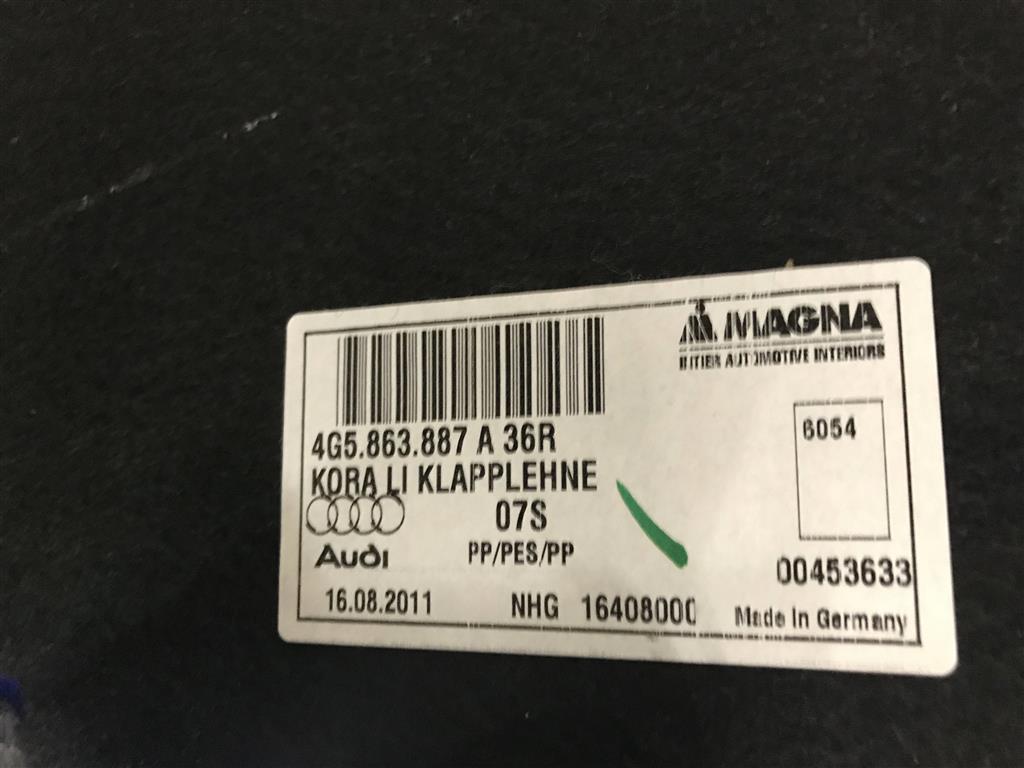 MAGNA
INTIER AUTOMOTIVE INTERIORS
4G5.863.887 A 36R
6054
KORA LI KLAPPLEHNE
07S
Audi
PP/PES/PP
00453633
16.08.2011
NHG 16408000
Made in Germany